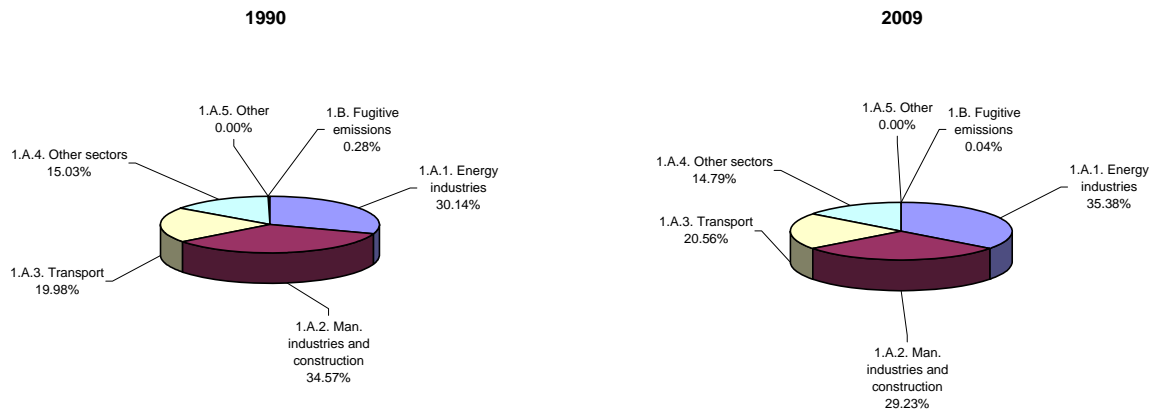 1990
1.A.5. Other
0.00%
1.B. Fugitive
emissions
0.28%
1.A.4. Other sectors
15.03%
1.A.1. Energy
industries
30.14%
1.A.3. Transport
19.98%
1.A.2. Man.
industries and
construction
34.57%
2009
1.A.5. Other
0.00%
1.B. Fugitive
emissions
0.04%
1.A.4. Other sectors
14.79%
1.A.1. Energy
industries
35.38%
1.A.3. Transport
20.56%
1.A.2. Man.
industries and
construction
29.23%